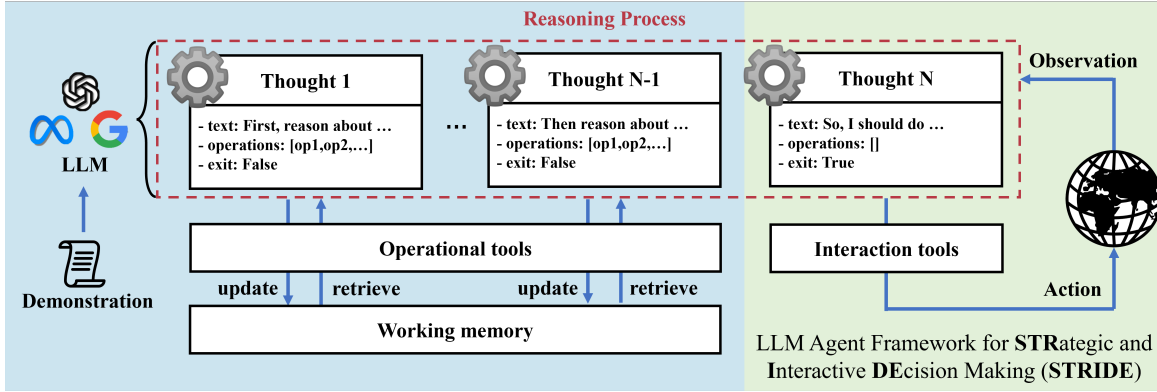 Reasoning Process
Thought 1
- text: First, reason about …
- operations: [op1,op2,…]
- exit: False
...
Thought N-1
- text: Then reason about …
- operations: [op1,op2,…]
- exit: False
Thought N
- text: So, I should do …
- operations: []
- exit: True
Observation
LLM
Demonstration
Operational tools
update
retrieve
update
retrieve
Working memory
Interaction tools
Action
LLM Agent Framework for STRategic and
Interactive DEcision Making (STRIDE)